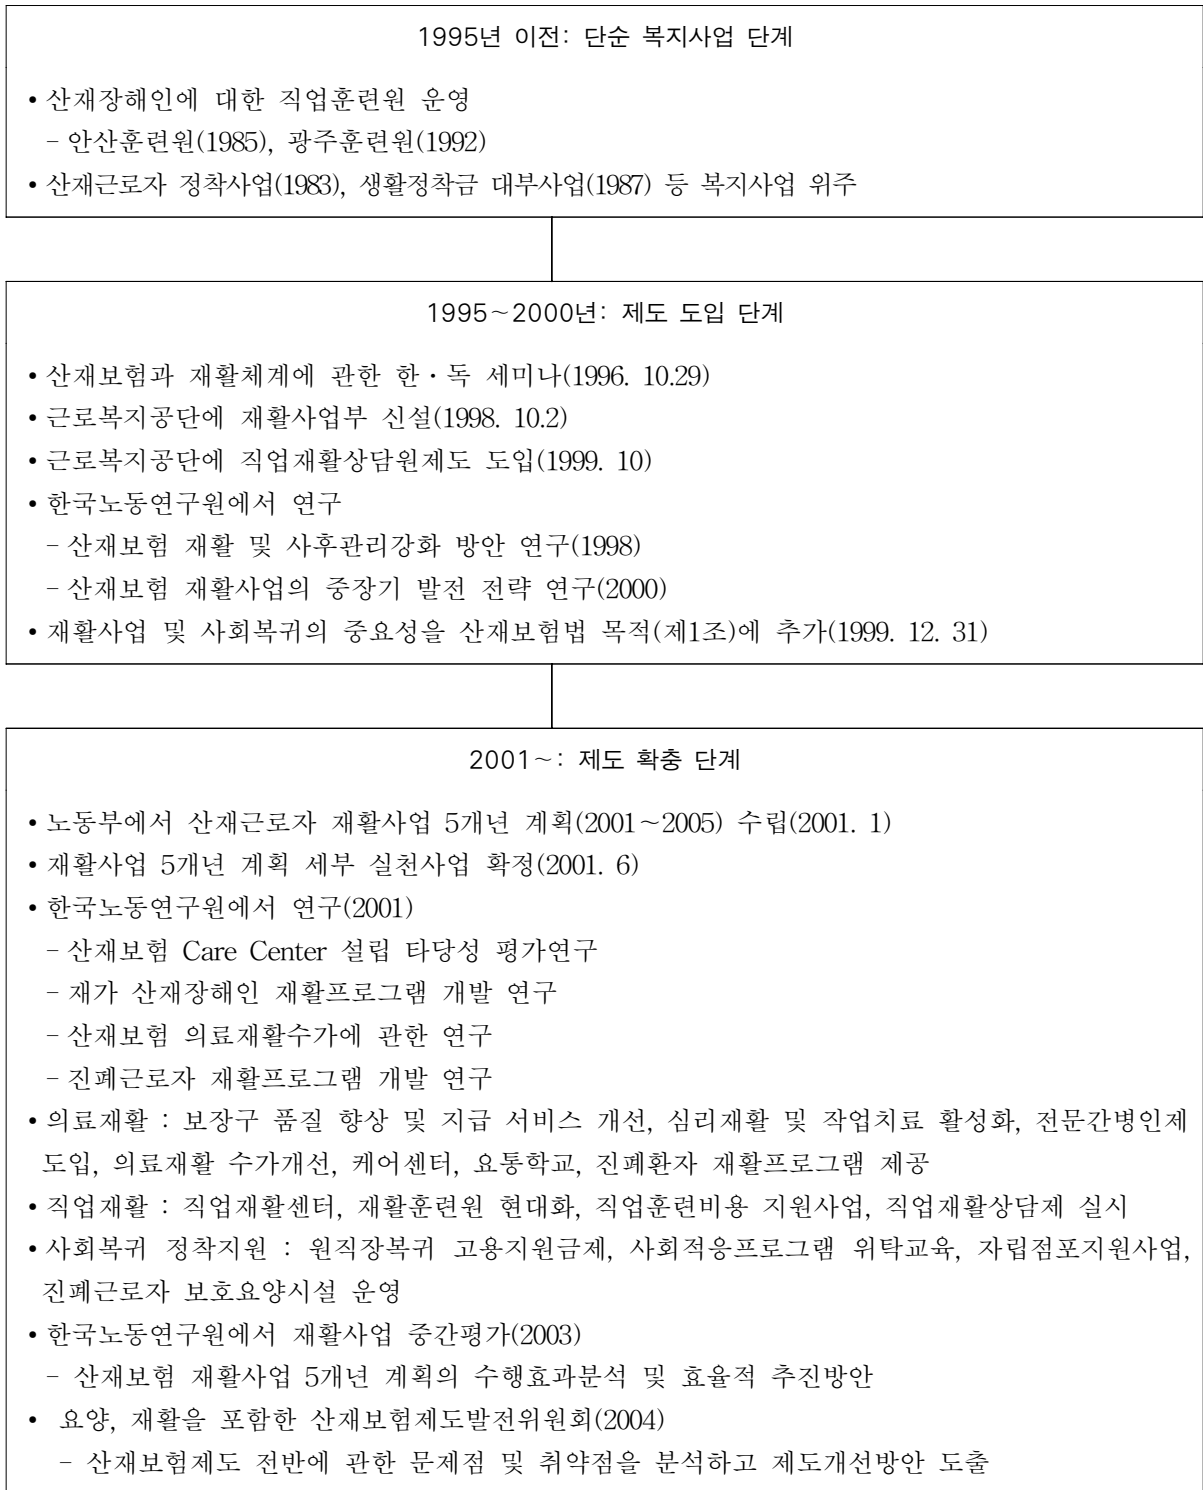 1995년 이전: 단순 복지사업 단계
• 산재장해인에 대한 직업훈련원 운영
- 안산훈련원(1985), 광주훈련원(1992)
• 산재근로자 정착사업(1983), 생활정착금 대부사업(1987) 등 복지사업 위주
1995~2000년: 제도 도입 단계
• 산재보험과 재활체계에 관한 한・독 세미나(1996. 10.29)
• 근로복지공단에 재활사업부 신설(1998. 10.2)
• 근로복지공단에 직업재활상담원제도 도입(1999. 10)
• 한국노동연구원에서 연구
- 산재보험 재활 및 사후관리강화 방안 연구(1998)
- 산재보험 재활사업의 중장기 발전 전략 연구(2000)
• 재활사업 및 사회복귀의 중요성을 산재보험법 목적(제1조)에 추가(1999. 12. 31)
2001~: 제도 확충 단계
• 노동부에서 산재근로자 재활사업 5개년 계획(2001~2005) 수립(2001. 1)
• 재활사업 5개년 계획 세부 실천사업 확정(2001. 6)
• 한국노동연구원에서 연구(2001)
- 산재보험 Care Center 설립 타당성 평가연구
- 재가 산재장해인 재활프로그램 개발 연구
- 산재보험 의료재활수가에 관한 연구
- 진폐근로자 재활프로그램 개발 연구
• 의료재활 : 보장구 품질 향상 및 지급 서비스 개선, 심리재활 및 작업치료 활성화, 전문간병인제
도입, 의료재활 수가개선, 케어센터, 요통학교, 진폐환자 재활프로그램 제공
• 직업재활 : 직업재활센터, 재활훈련원 현대화, 직업훈련비용 지원사업, 직업재활상담제 실시
• 사회복귀 정착지원 : 원직장복귀 고용지원금제, 사회적응프로그램 위탁교육, 자립점포지원사업,
진폐근로자 보호요양시설 운영
• 한국노동연구원에서 재활사업 중간평가(2003)
- 산재보험 재활사업 5개년 계획의 수행효과분석 및 효율적 추진방안
• 요양, 재활을 포함한 산재보험제도발전위원회(2004)
- 산재보험제도 전반에 관한 문제점 및 취약점을 분석하고 제도개선방안 도출